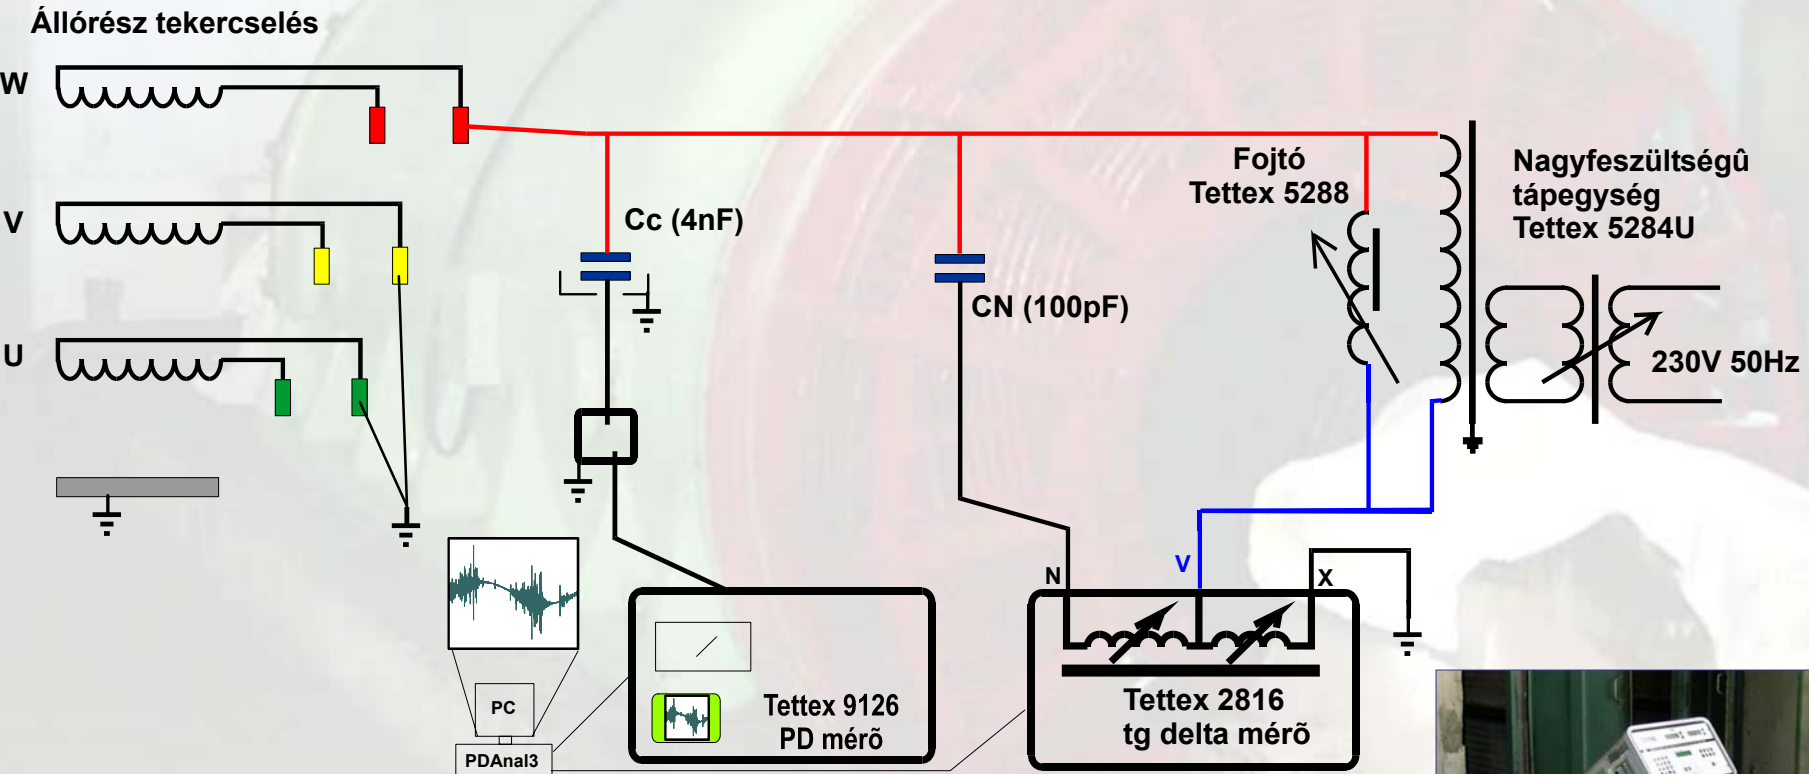 Állórész tekercselés
W
V
U
Cc (4nF)
CN (100pF)
Fojtó
Tettex 5288
Nagyfeszültségû
tápegység
Tettex 5284U
230V 50Hz
N
V
X
PC
PDAnal3
Tettex 9126
PD mérõ
Tettex 2816
tg delta mérõ